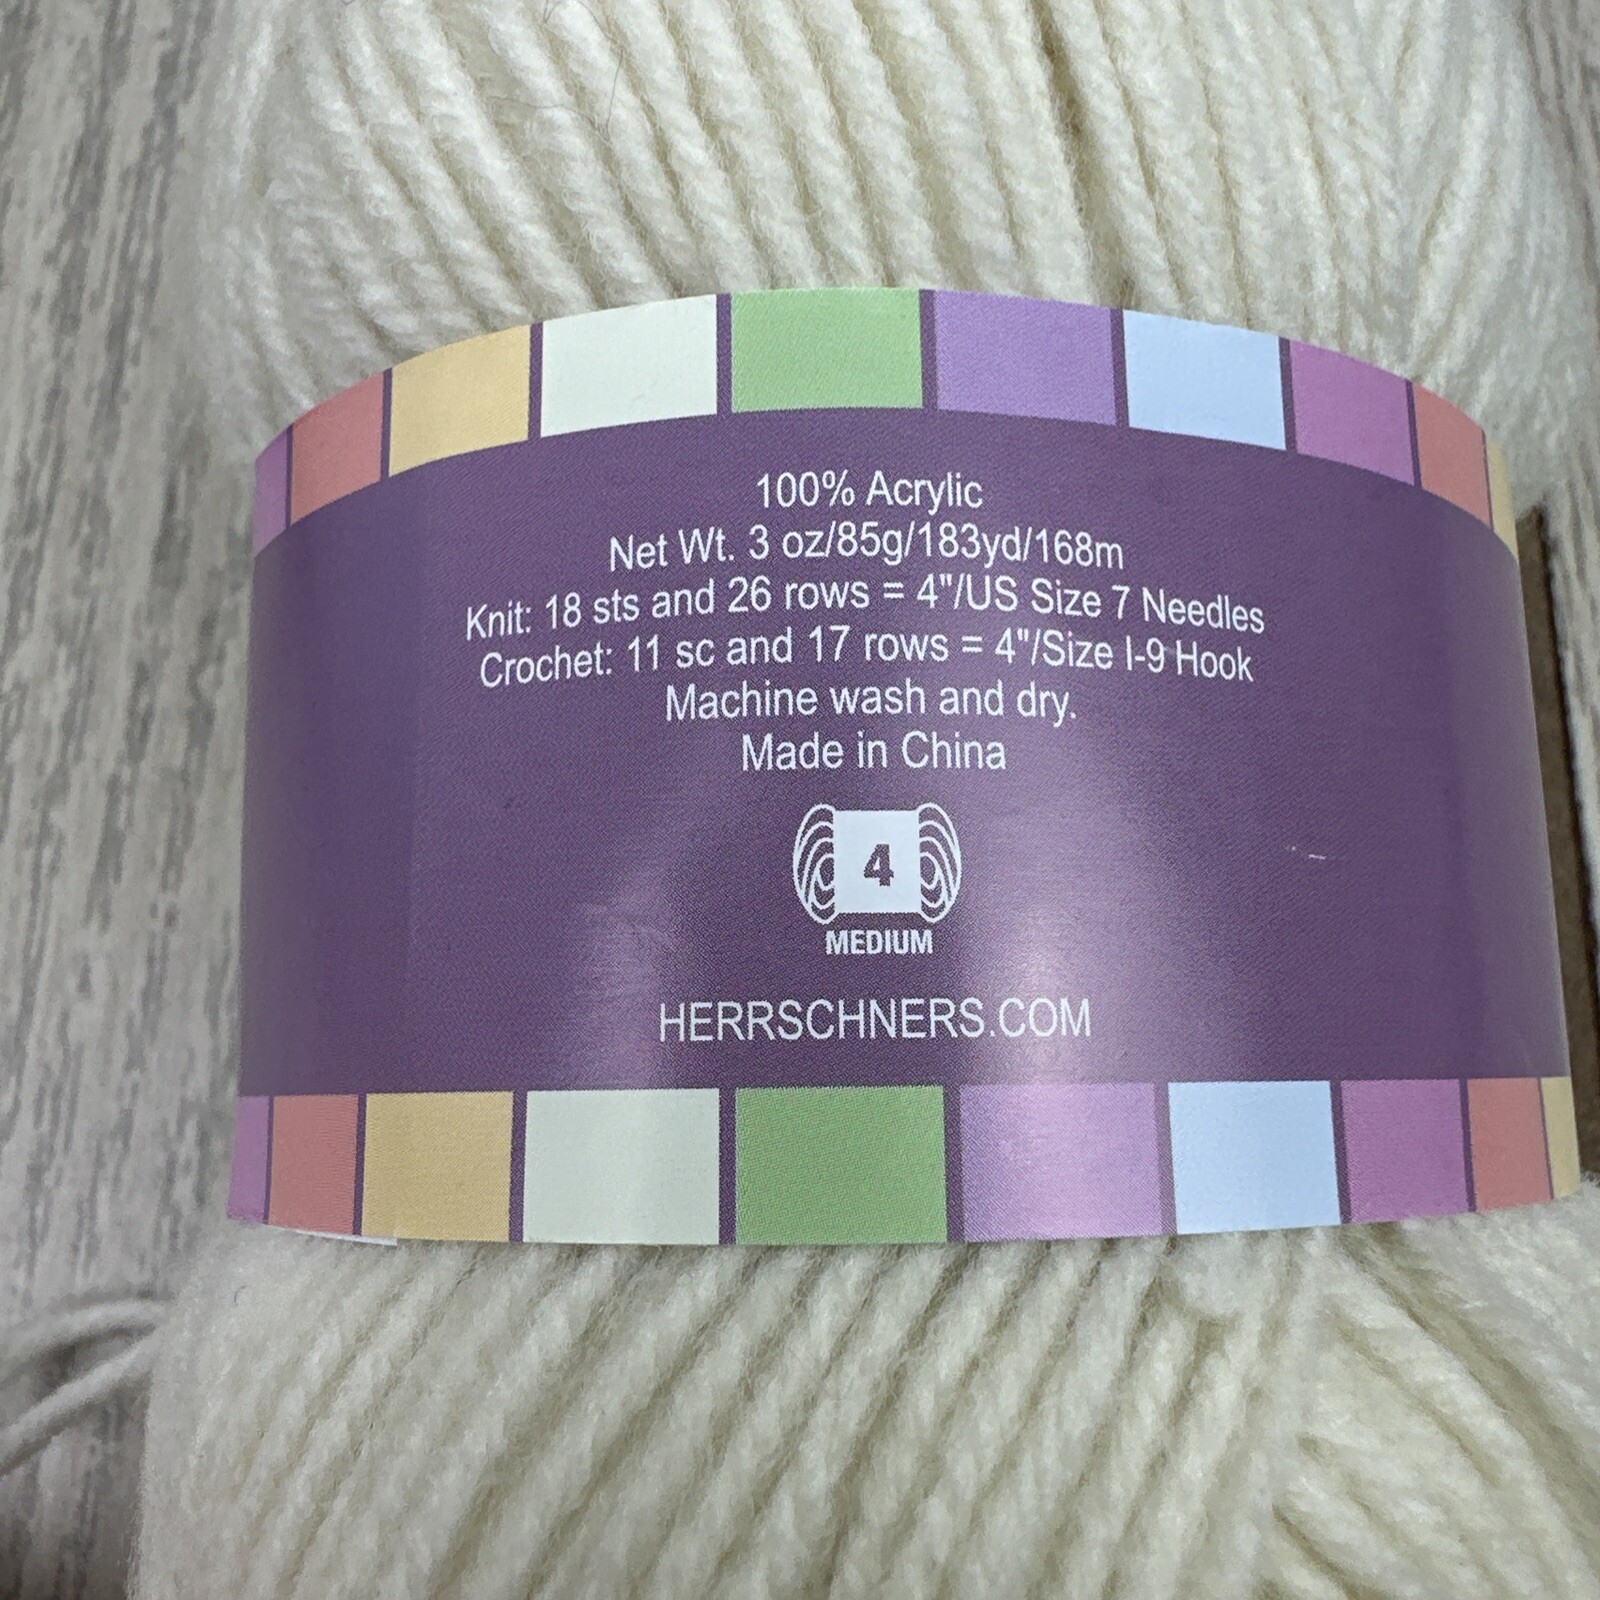 100% Acrylic
Net Wt. 3 oz/85g/183yd/168m
Knit: 18 sts and 26 rows = 4"/US Size 7 Needles
Crochet: 11 sc and 17 rows = 4"/Size I-9 Hook
Machine wash and dry.
Made in China
4
MEDIUM
HERRSCHNERS.COM